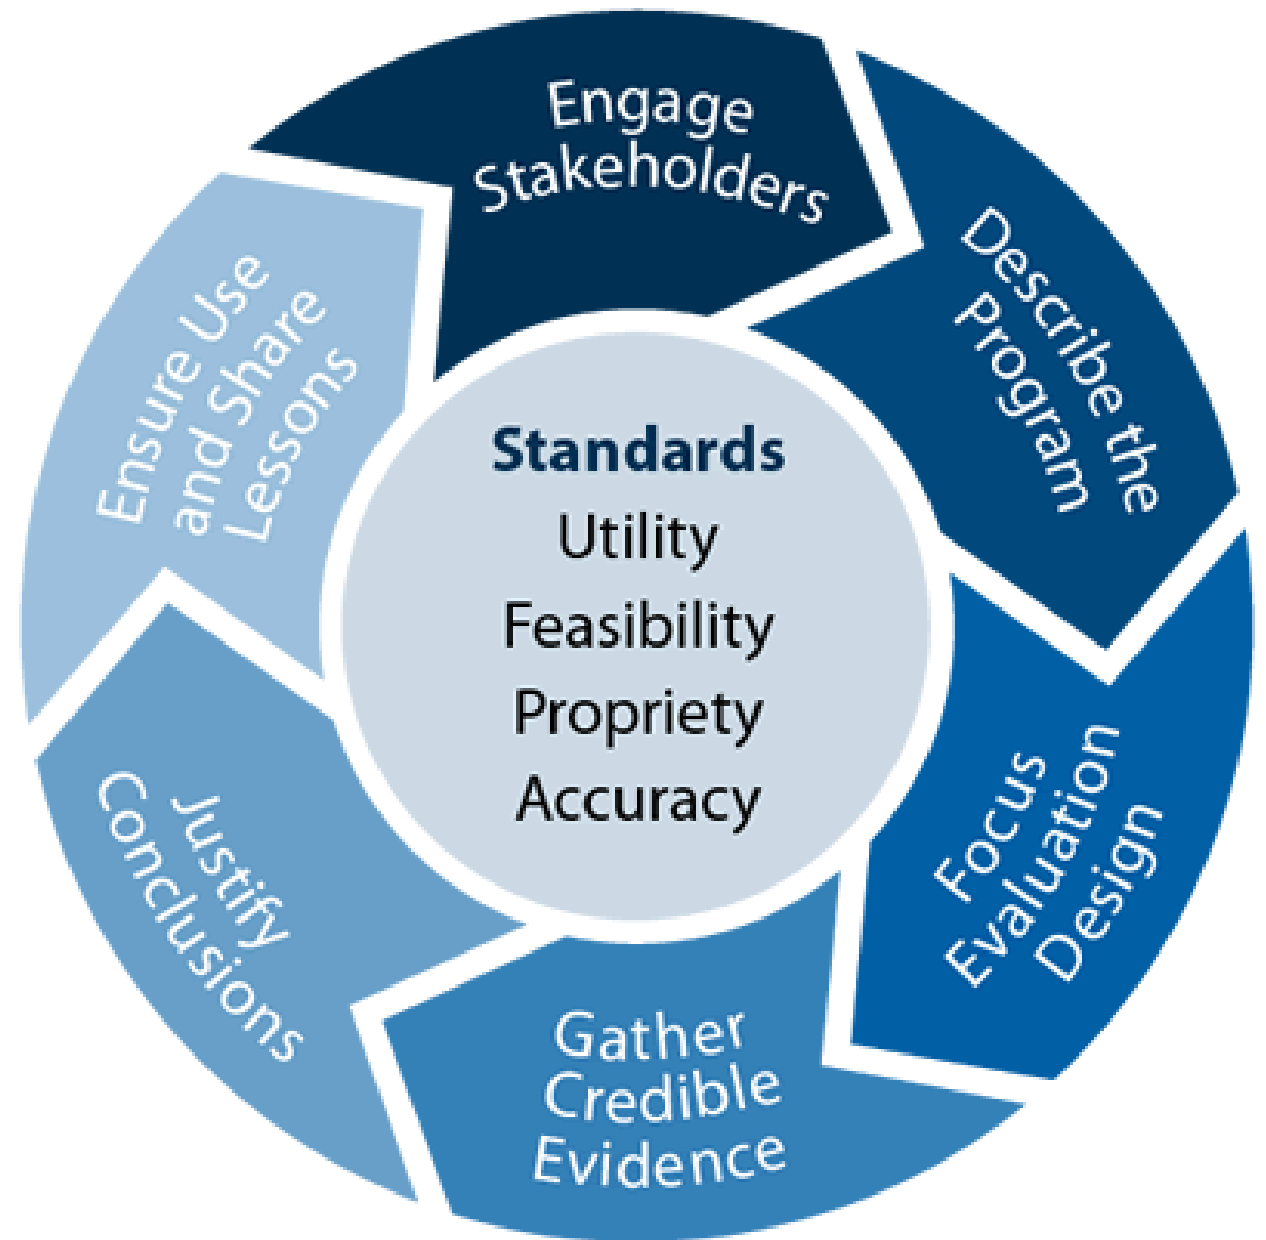 Engage
Stakeholders
Describe the
Program
Focus
Evaluation
Design
Gather
Credible
Evidence
Justify
Conclusions
Ensure Use
and Share
Lessons
Standards
Utility
Feasibility
Propriety
Accuracy